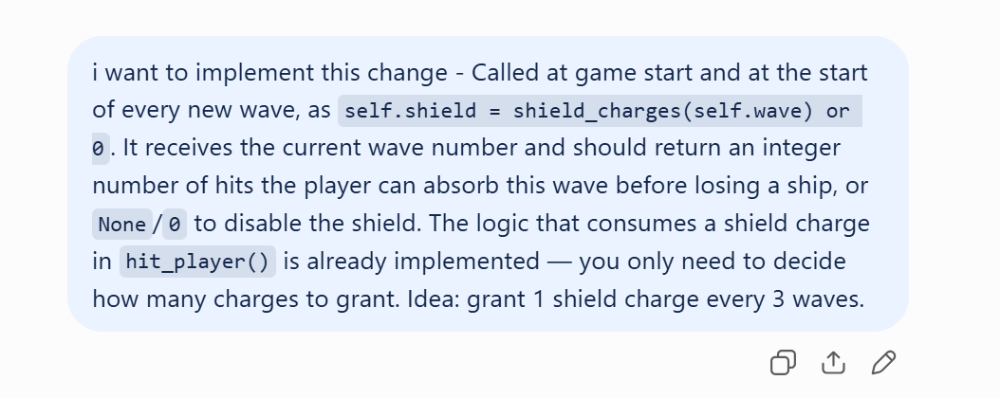 i want to implement this change - Called at game start and at the start
of every new wave, as self.shield = shield_charges(self.wave) or
0. It receives the current wave number and should return an integer
number of hits the player can absorb this wave before losing a ship, or
None/0 to disable the shield. The logic that consumes a shield charge
in hit_player() is already implemented — you only need to decide
how many charges to grant. Idea: grant 1 shield charge every 3 waves.